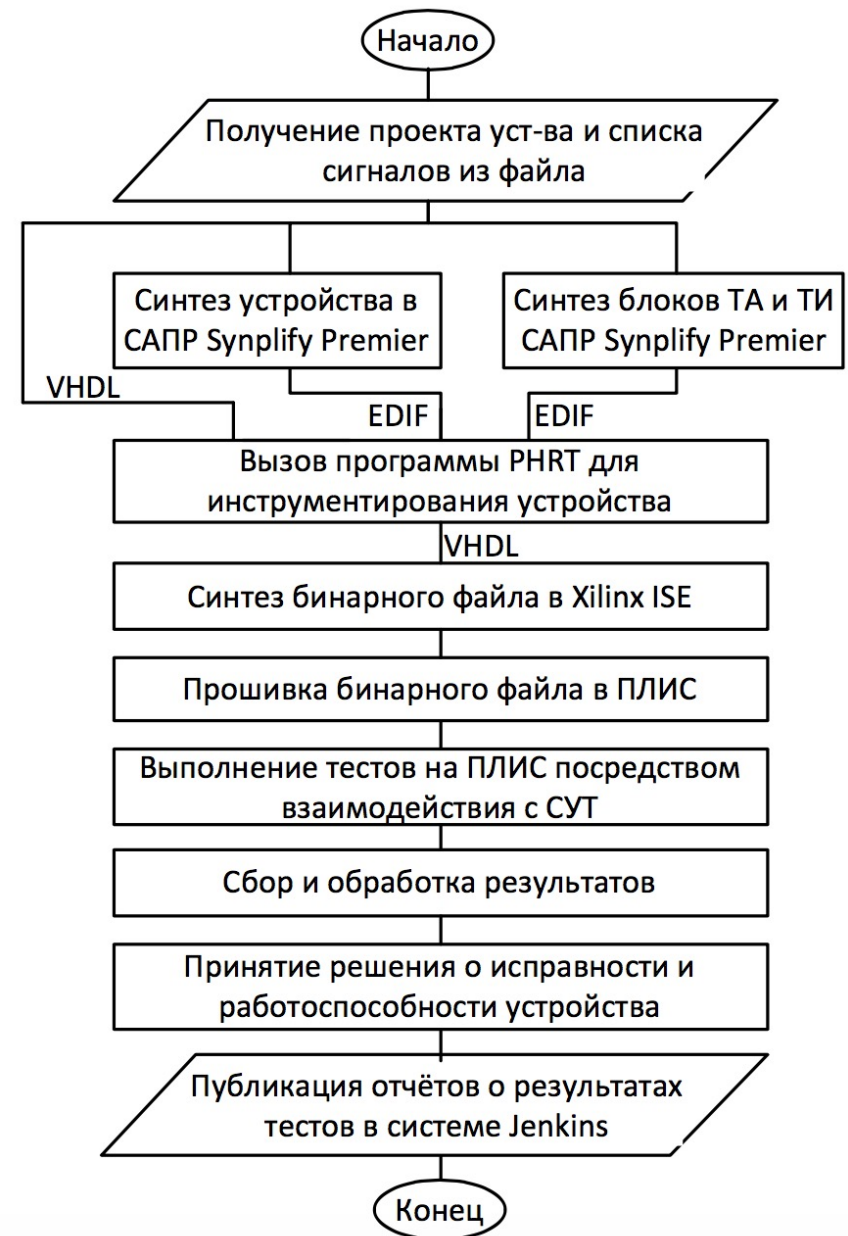 Начало
Получение проекта уст-ва и списка
сигналов из файла
Синтез устройства в
САПР Synplify Premier
Синтез блоков ТА и ТИ
САПР Synplify Premier
VHDL
EDIF
EDIF
Вызов программы PHRT для
инструментирования устройства
VHDL
Синтез бинарного файла в Xilinx ISE
Прошивка бинарного файла в ПЛИС
Выполнение тестов на ПЛИС посредством
взаимодействия с СУТ
Сбор и обработка результатов
Принятие решения о исправности и
работоспособности устройства
Публикация отчётов о результатах
тестов в системе Jenkins
Конец